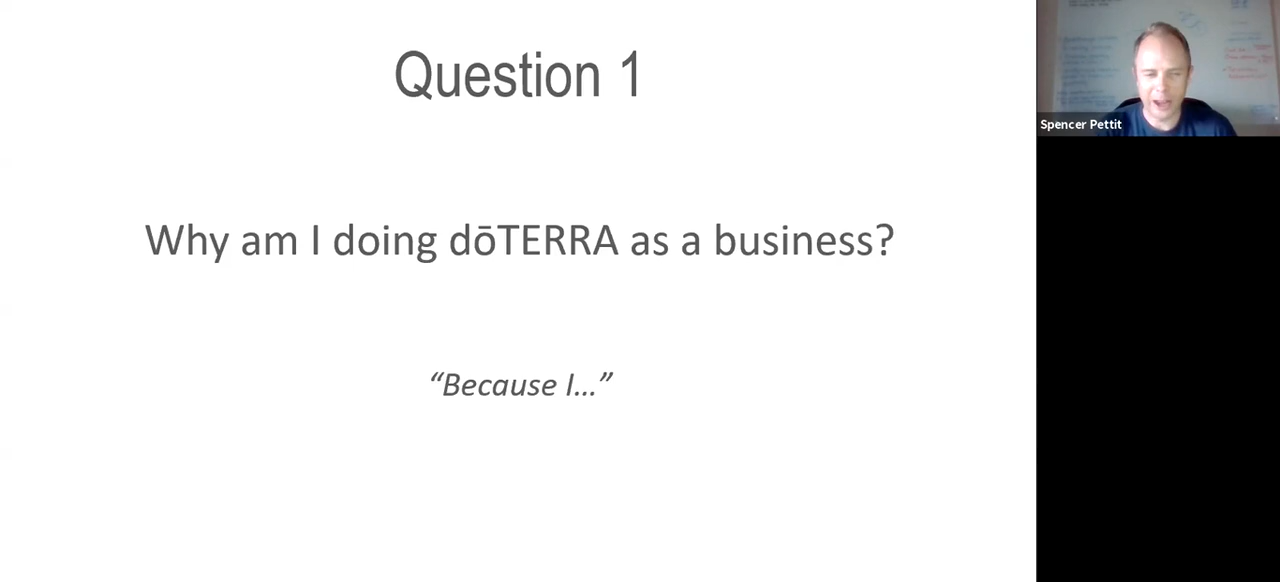 Question 1
Why am I doing dōTERRA as a business?
“Because I...”
Spencer Pettit